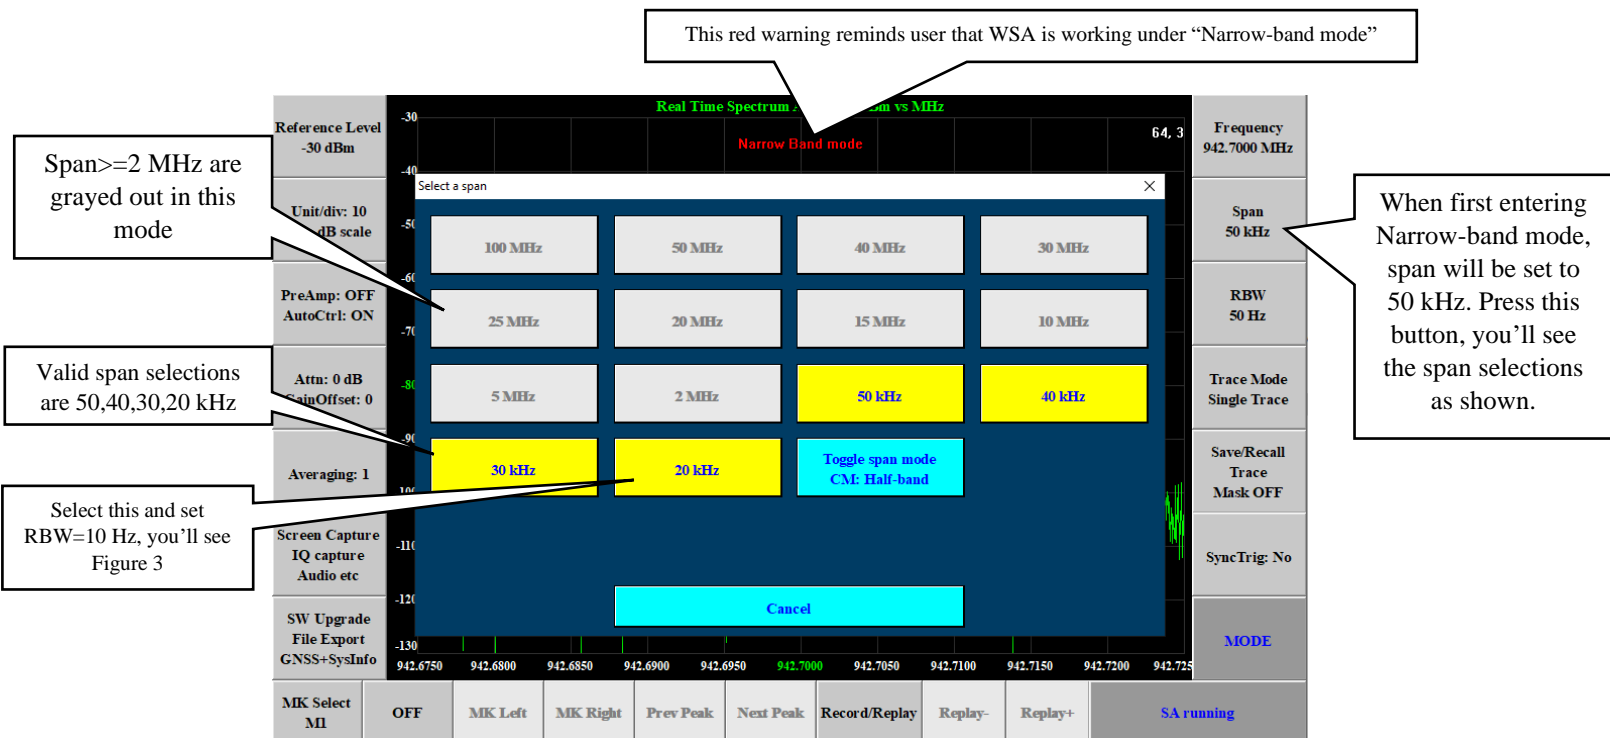 This red warning reminds user that WSA is working under “Narrow-band mode”
Span>=2 MHz are
grayed out in this
mode
Valid span selections
are 50,40,30,20 kHz
Select this and set
RBW=10 Hz, you’ll see
Figure 3
When first entering
Narrow-band mode,
span will be set to
50 kHz. Press this
button, you’ll see
the span selections
as shown.
Reference Level
-30 dBm
Unit/div: 10
dB scale
PreAmp: OFF
AutoCtrl: ON
Attn: 0 dB
GainOffset: 0
Averaging: 1
Screen Capture
IQ capture
Audio etc
SW Upgrade
File Export
GNSS+SysInfo
Real Time Spectrum
vs MHz
Narrow Band mode
64, 3
-30
-40
-50
-60
-70
-80
-90
-110
-120
-130
Select a span
100 MHz
50 MHz
40 MHz
30 MHz
25 MHz
20 MHz
15 MHz
10 MHz
5 MHz
2 MHz
50 kHz
40 kHz
30 kHz
20 kHz
Toggle span mode
CM: Half-band
Cancel
942.6750
942.6800
942.6850
942.6900
942.6950
942.7000
942.7050
942.7100
942.7150
942.7200
942.725
Frequency
942.7000 MHz
Span
50 kHz
RBW
50 Hz
Trace Mode
Single Trace
Save/Recall
Trace
Mask OFF
SyncTrig: No
MODE
MK Select
M1
OFF
MK Left
MK Right
Prev Peak
Next Peak
Record/Replay
Replay-
Replay+
SA running